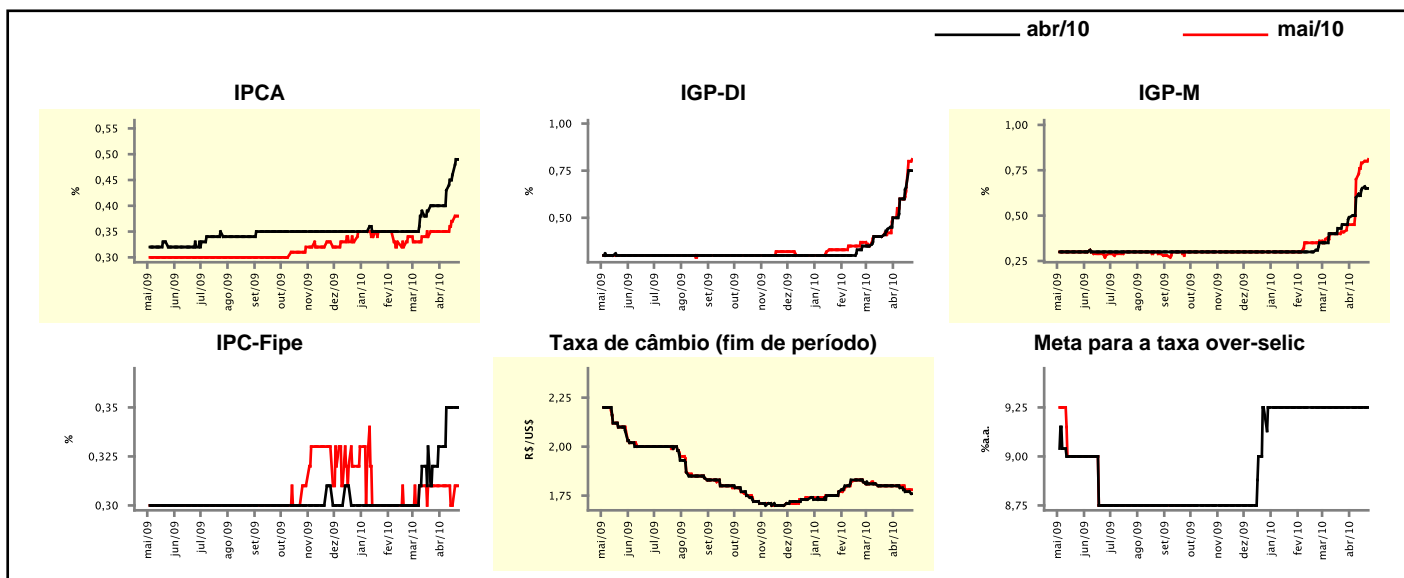 abr/10 mai/10
IPCA IGP-DI IGP-M
%
0,55
0,50
0,45
0,40
0,35
0,30
mai/09 jun/09 jul/09 ago/09 set/09 out/09 nov/09 dez/09 jan/10 fev/10 mar/10 abr/10
%
1,00
0,75
0,50
mai/09 jun/09 jul/09 ago/09 set/09 out/09 nov/09 dez/09 jan/10 fev/10 mar/10 abr/10
%
1,00
0,75
0,50
0,25
mai/09 jun/09 jul/09 ago/09 set/09 out/09 nov/09 dez/09 jan/10 fev/10 mar/10 abr/10
IPC-Fipe Taxa de câmbio (fim de período) Meta para a taxa over-selic
%
0,35
0,325
0,30
mai/09 jun/09 jul/09 ago/09 set/09 out/09 nov/09 dez/09 jan/10 fev/10 mar/10 abr/10
R$/US$
2,25
2,00
1,75
mai/09 jun/09 jul/09 ago/09 set/09 out/09 nov/09 dez/09 jan/10 fev/10 mar/10 abr/10
%a.a.
9,25
9,00
8,75
mai/09 jun/09 jul/09 ago/09 set/09 out/09 nov/09 dez/09 jan/10 fev/10 mar/10 abr/10